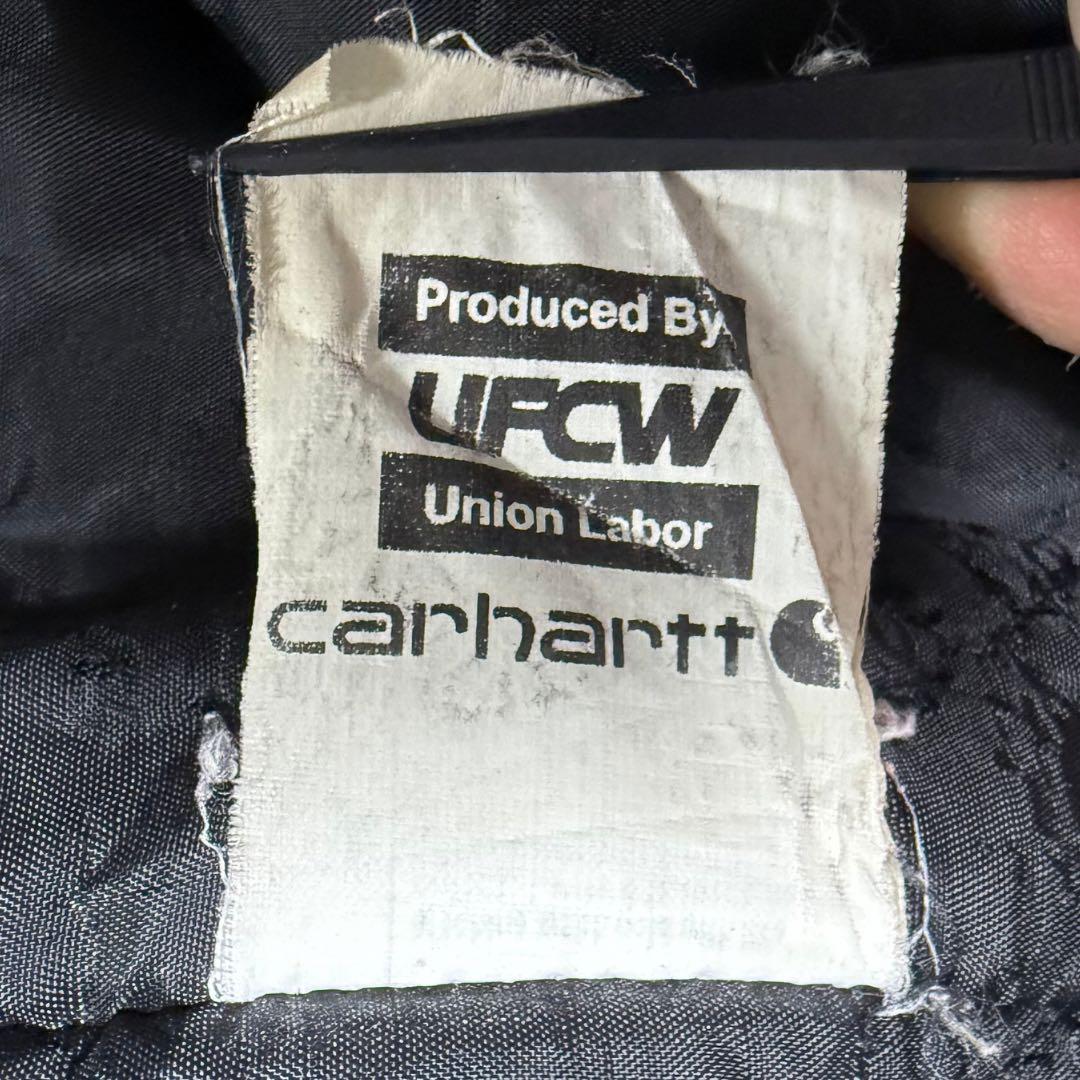 Produced By
UFCW
Union Labor
carhartt